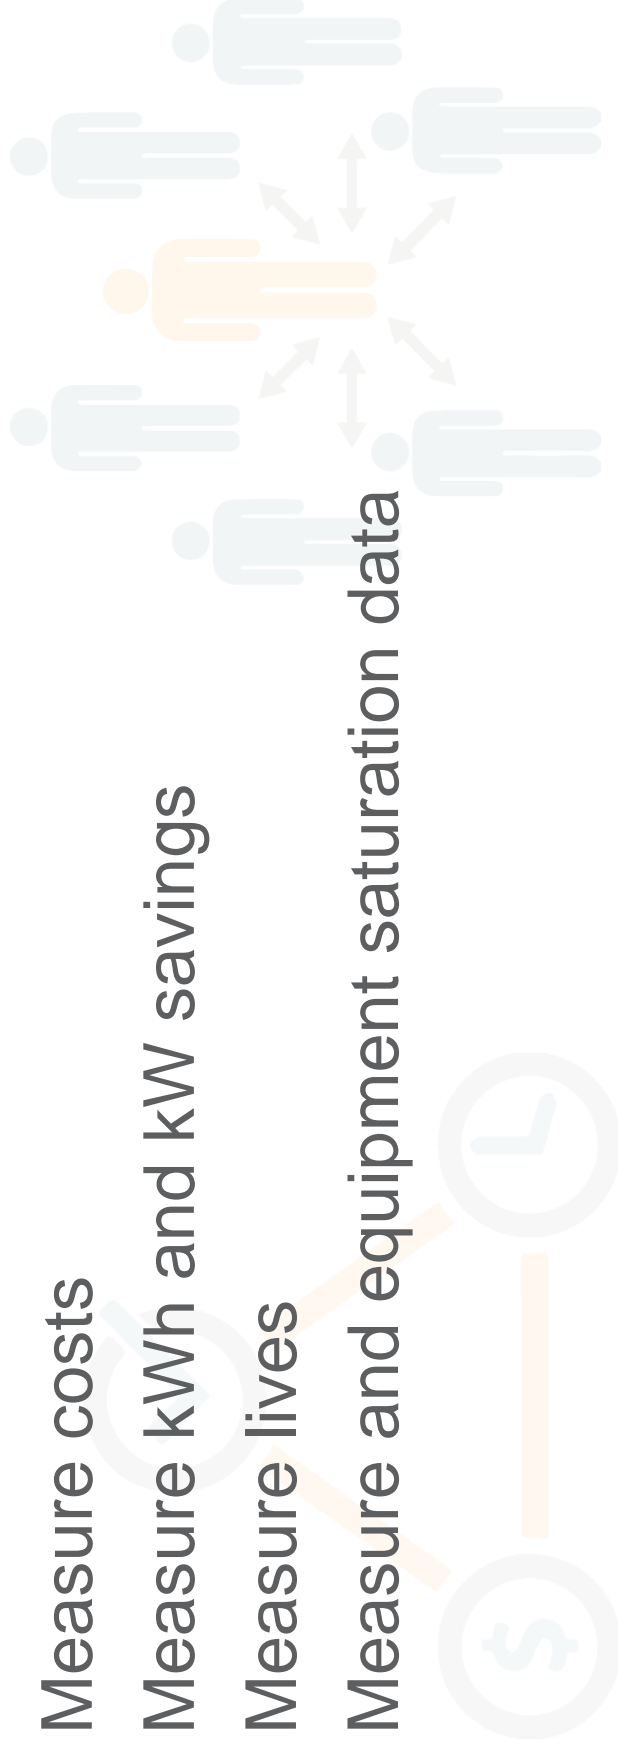 Measure costs
Measure kWh and kW savings
Measure lives
Measure and equipment saturation data
$